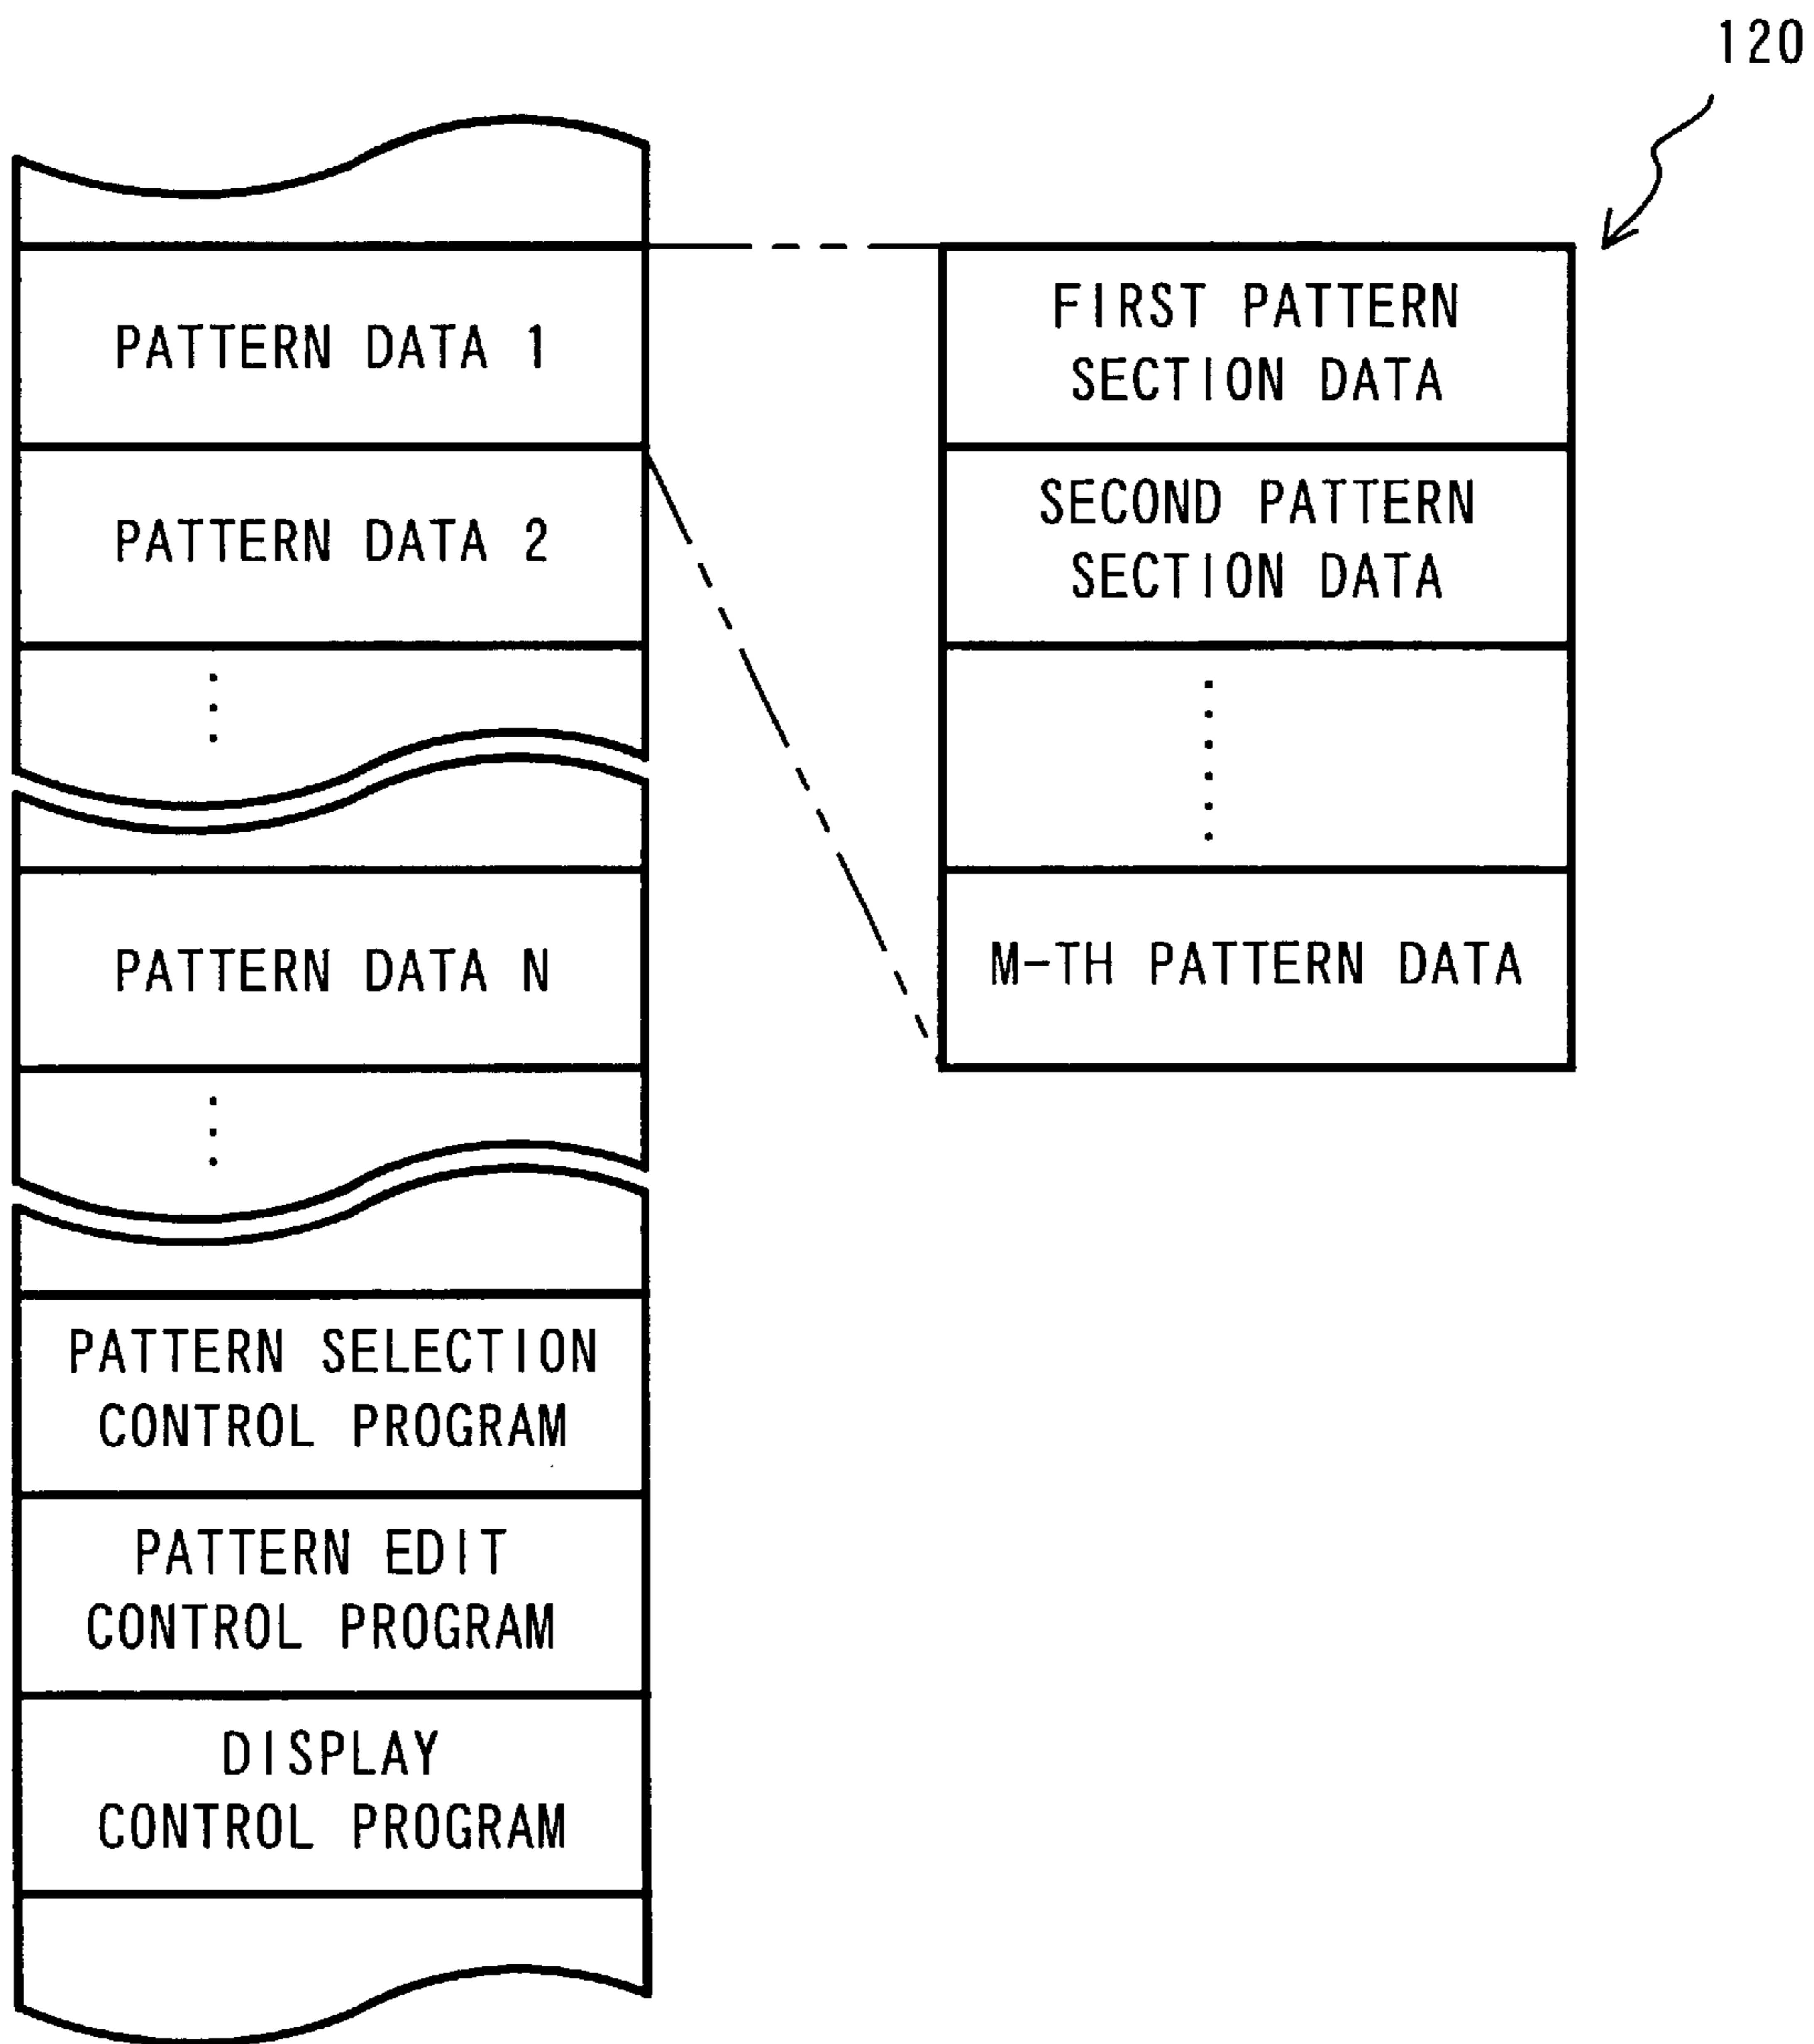 120
PATTERN DATA 1
PATTERN DATA 2
PATTERN DATA N
PATTERN SELECTION
CONTROL PROGRAM
PATTERN EDIT
CONTROL PROGRAM
DISPLAY
CONTROL PROGRAM
FIRST PATTERN
SECTION DATA
SECOND PATTERN
SECTION DATA
M-TH PATTERN DATA